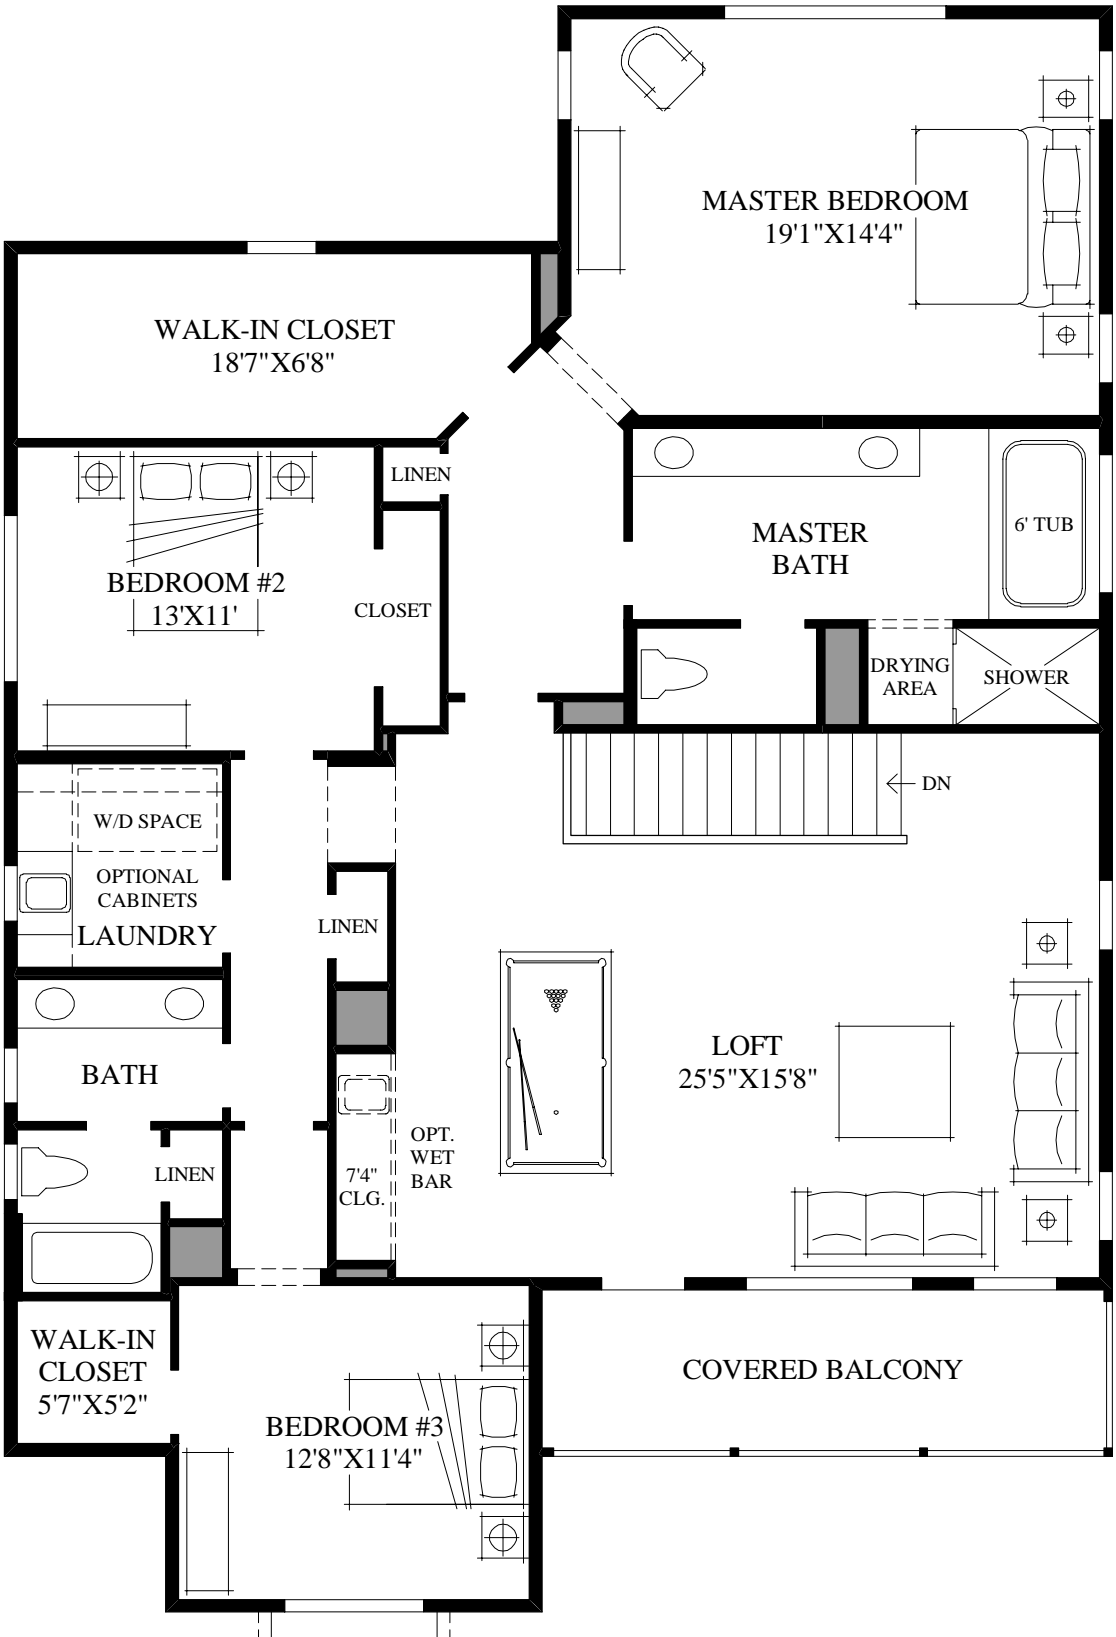 MASTER BEDROOM
19'1"X14'4"
WALK-IN CLOSET
18'7"X6'8"
LINEN
6' TUB
MASTER
BATH
BEDROOM #2
13'X11'
CLOSET
DRYING
AREA
SHOWER
DN
W/D SPACE
OPTIONAL
CABINETS
LAUNDRY
LINEN
LOFT
25'5"X15'8"
BATH
OPT.
WET
BAR
7'4"
CLG.
LINEN
WALK-IN
CLOSET
5'7"X5'2"
COVERED BALCONY
BEDROOM #3
12'8"X11'4"